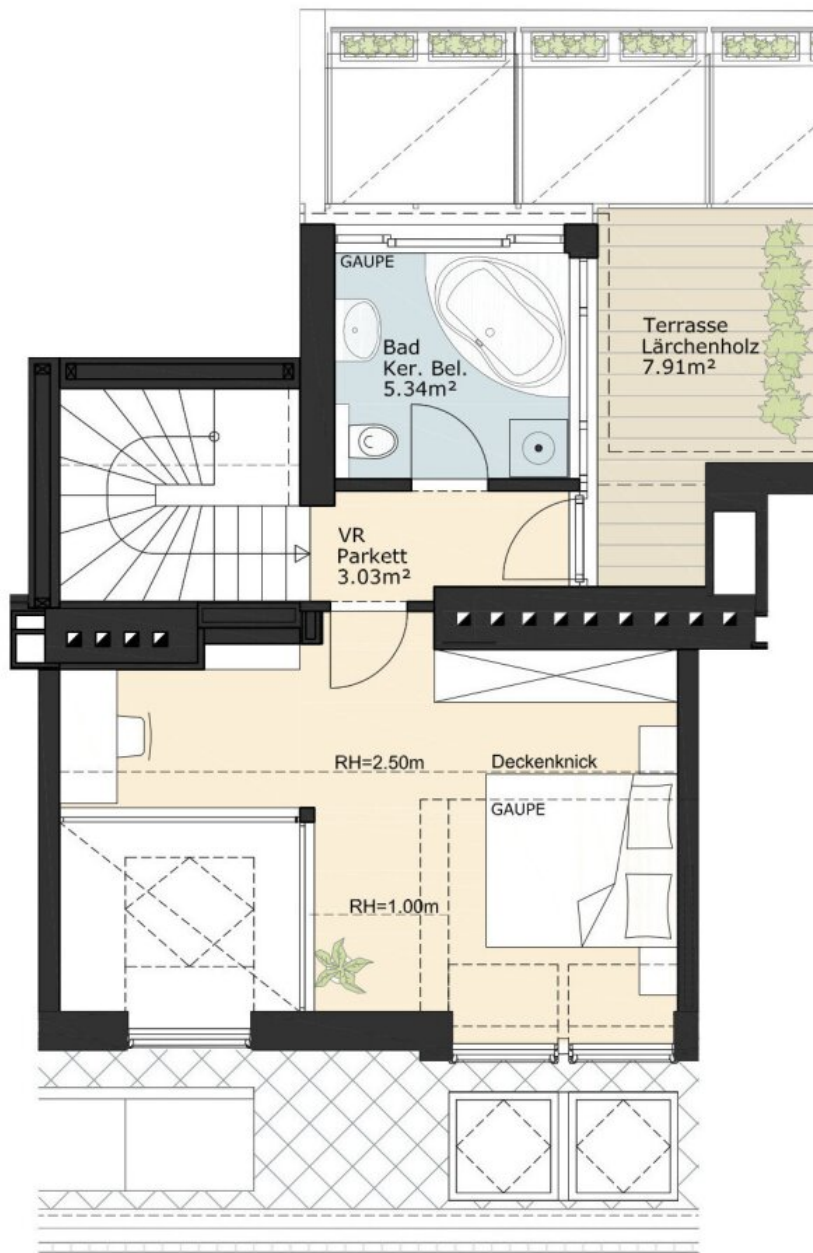 GAUPE
Bad
Ker. Bel.
5.34m²
Terrasse
Lärchenholz
7.91m²
VR
Parkett
3.03m²
RH=2.50m
Deckenknick
GAUPE
RH=1.00m